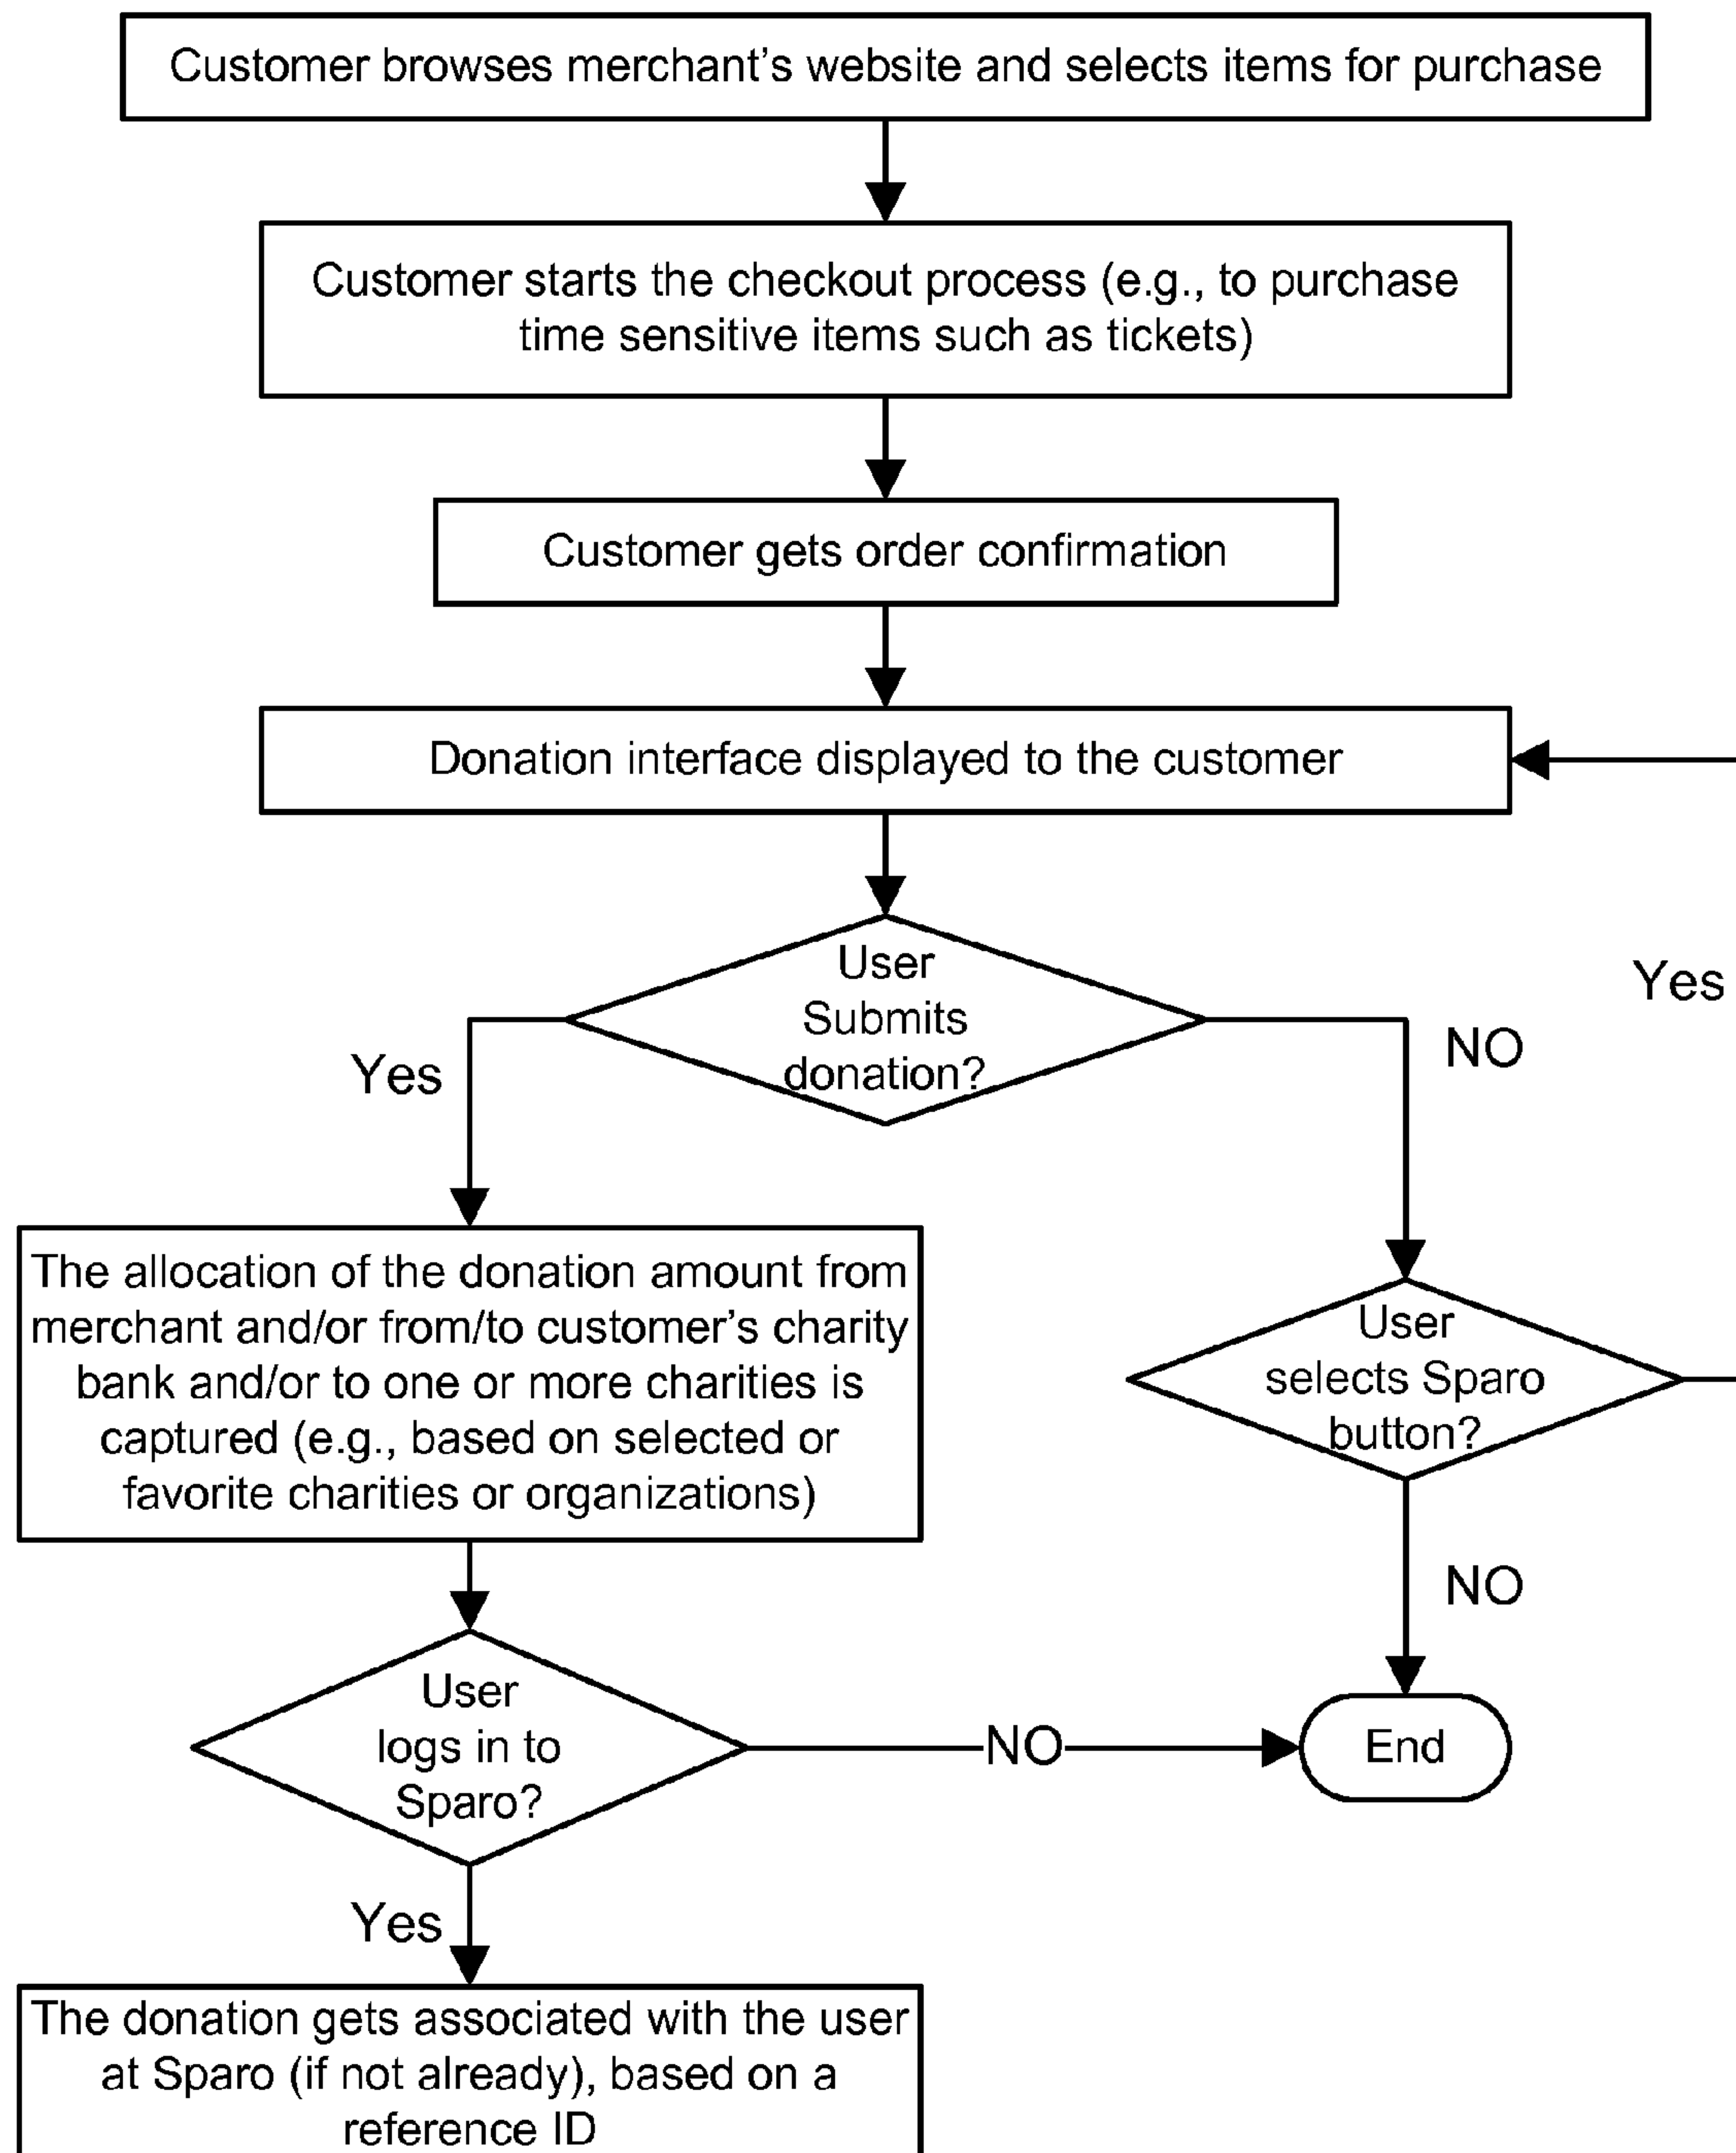 Customer browses merchant's website and selects items for purchase
Customer starts the checkout process (e.g., to purchase
time sensitive items such as tickets)
Customer gets order confirmation
Donation interface displayed to the customer
User
Submits
donation?
Yes
NO
Yes
The allocation of the donation amount from
merchant and/or from/to customer's charity
bank and/or to one or more charities is
captured (e.g., based on selected or
favorite charities or organizations)
User
selects Sparo
button?
NO
User
logs in to
Sparo?
NO
End
Yes
The donation gets associated with the user
at Sparo (if not already), based on a
reference ID